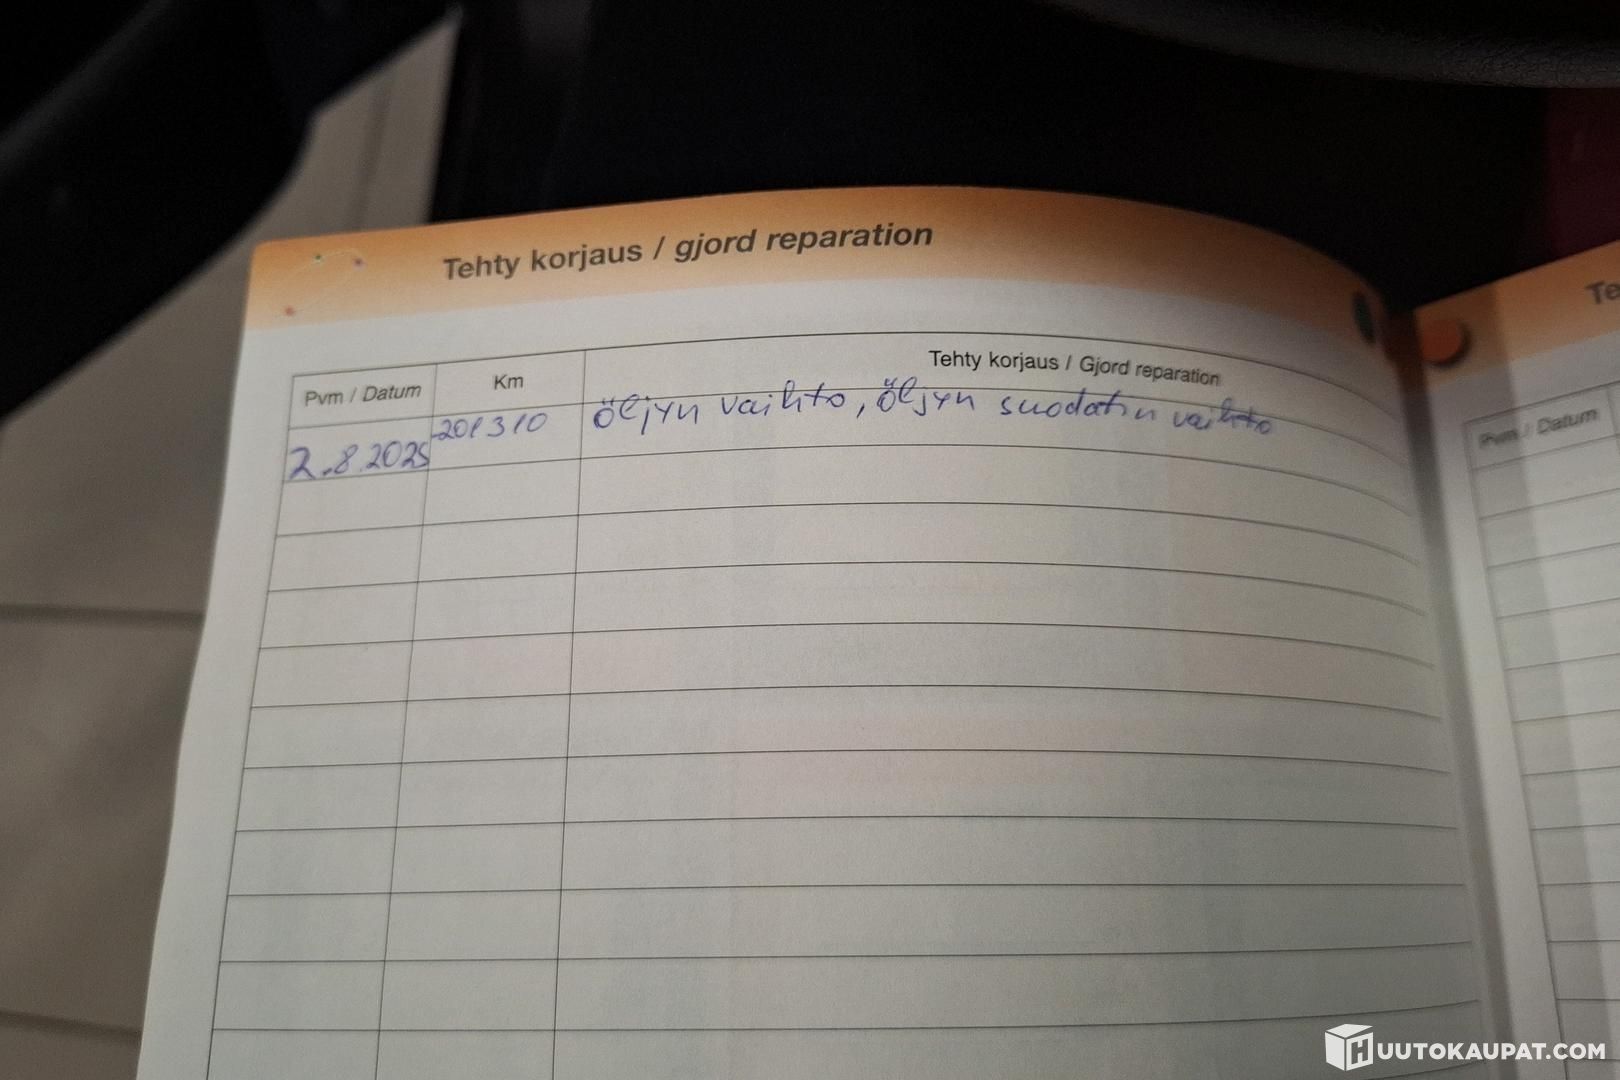 Tehty korjaus / gjord reparation
Te
Pvm / Datum Km Tehty korjaus / Gjord reparation
2.8.2025 201310 Öljyn vaihto, Öljyn suodatin vaihto
Pvm / Datum
HUUTOKAUPAT.COM